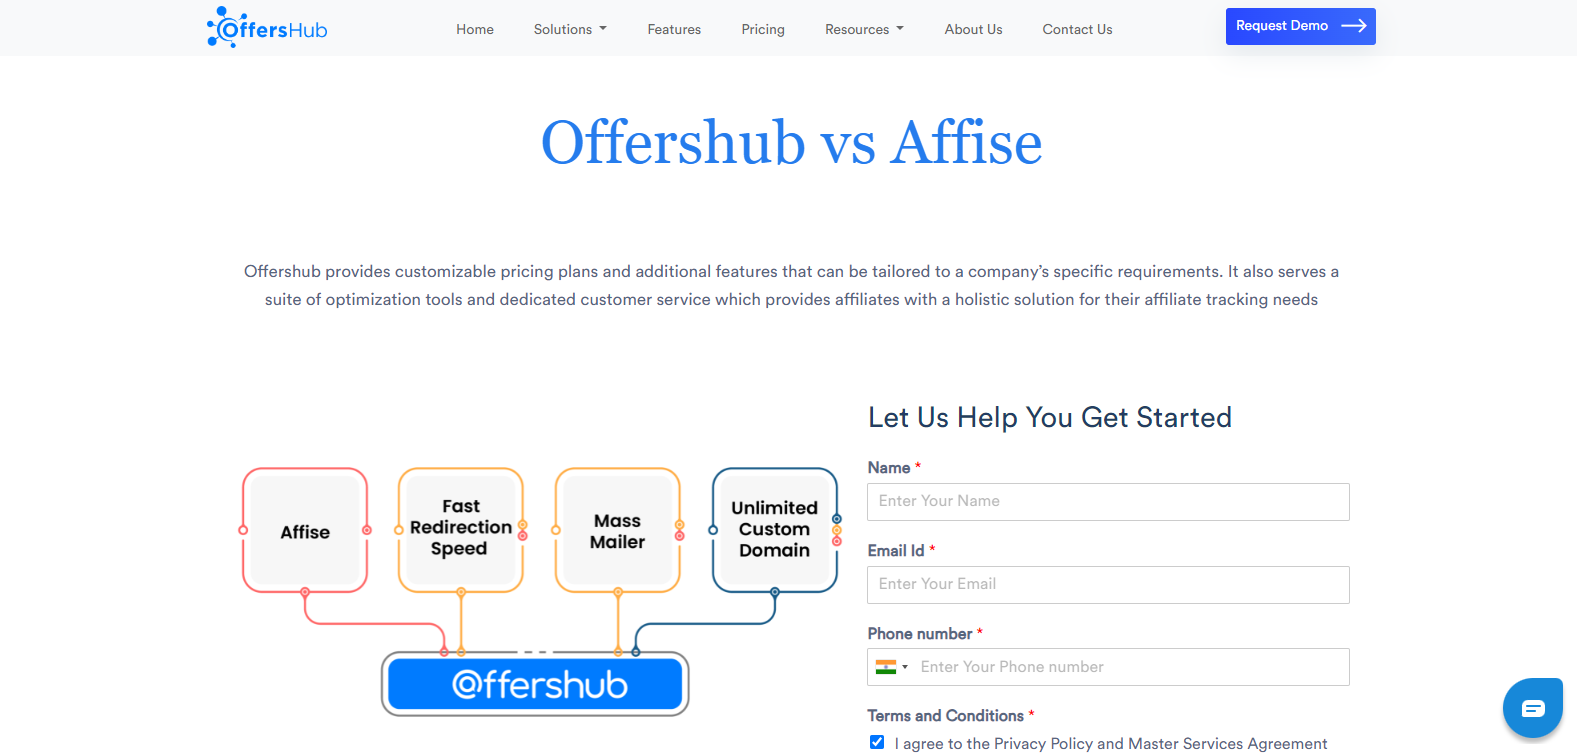 OffersHub
Home Solutions Features Pricing Resources About Us Contact Us Request Demo
Offershub vs Affise
Offershub provides customizable pricing plans and additional features that can be tailored to a company’s specific requirements. It also serves a
suite of optimization tools and dedicated customer service which provides affiliates with a holistic solution for their affiliate tracking needs
Affise
Fast
Redirection
Speed
Mass
Mailer
Unlimited
Custom
Domain
@ffershub
Let Us Help You Get Started
Name *
Enter Your Name
Email Id *
Enter Your Email
Phone number *
Enter Your Phone number
Terms and Conditions *
I agree to the Privacy Policy and Master Services Agreement